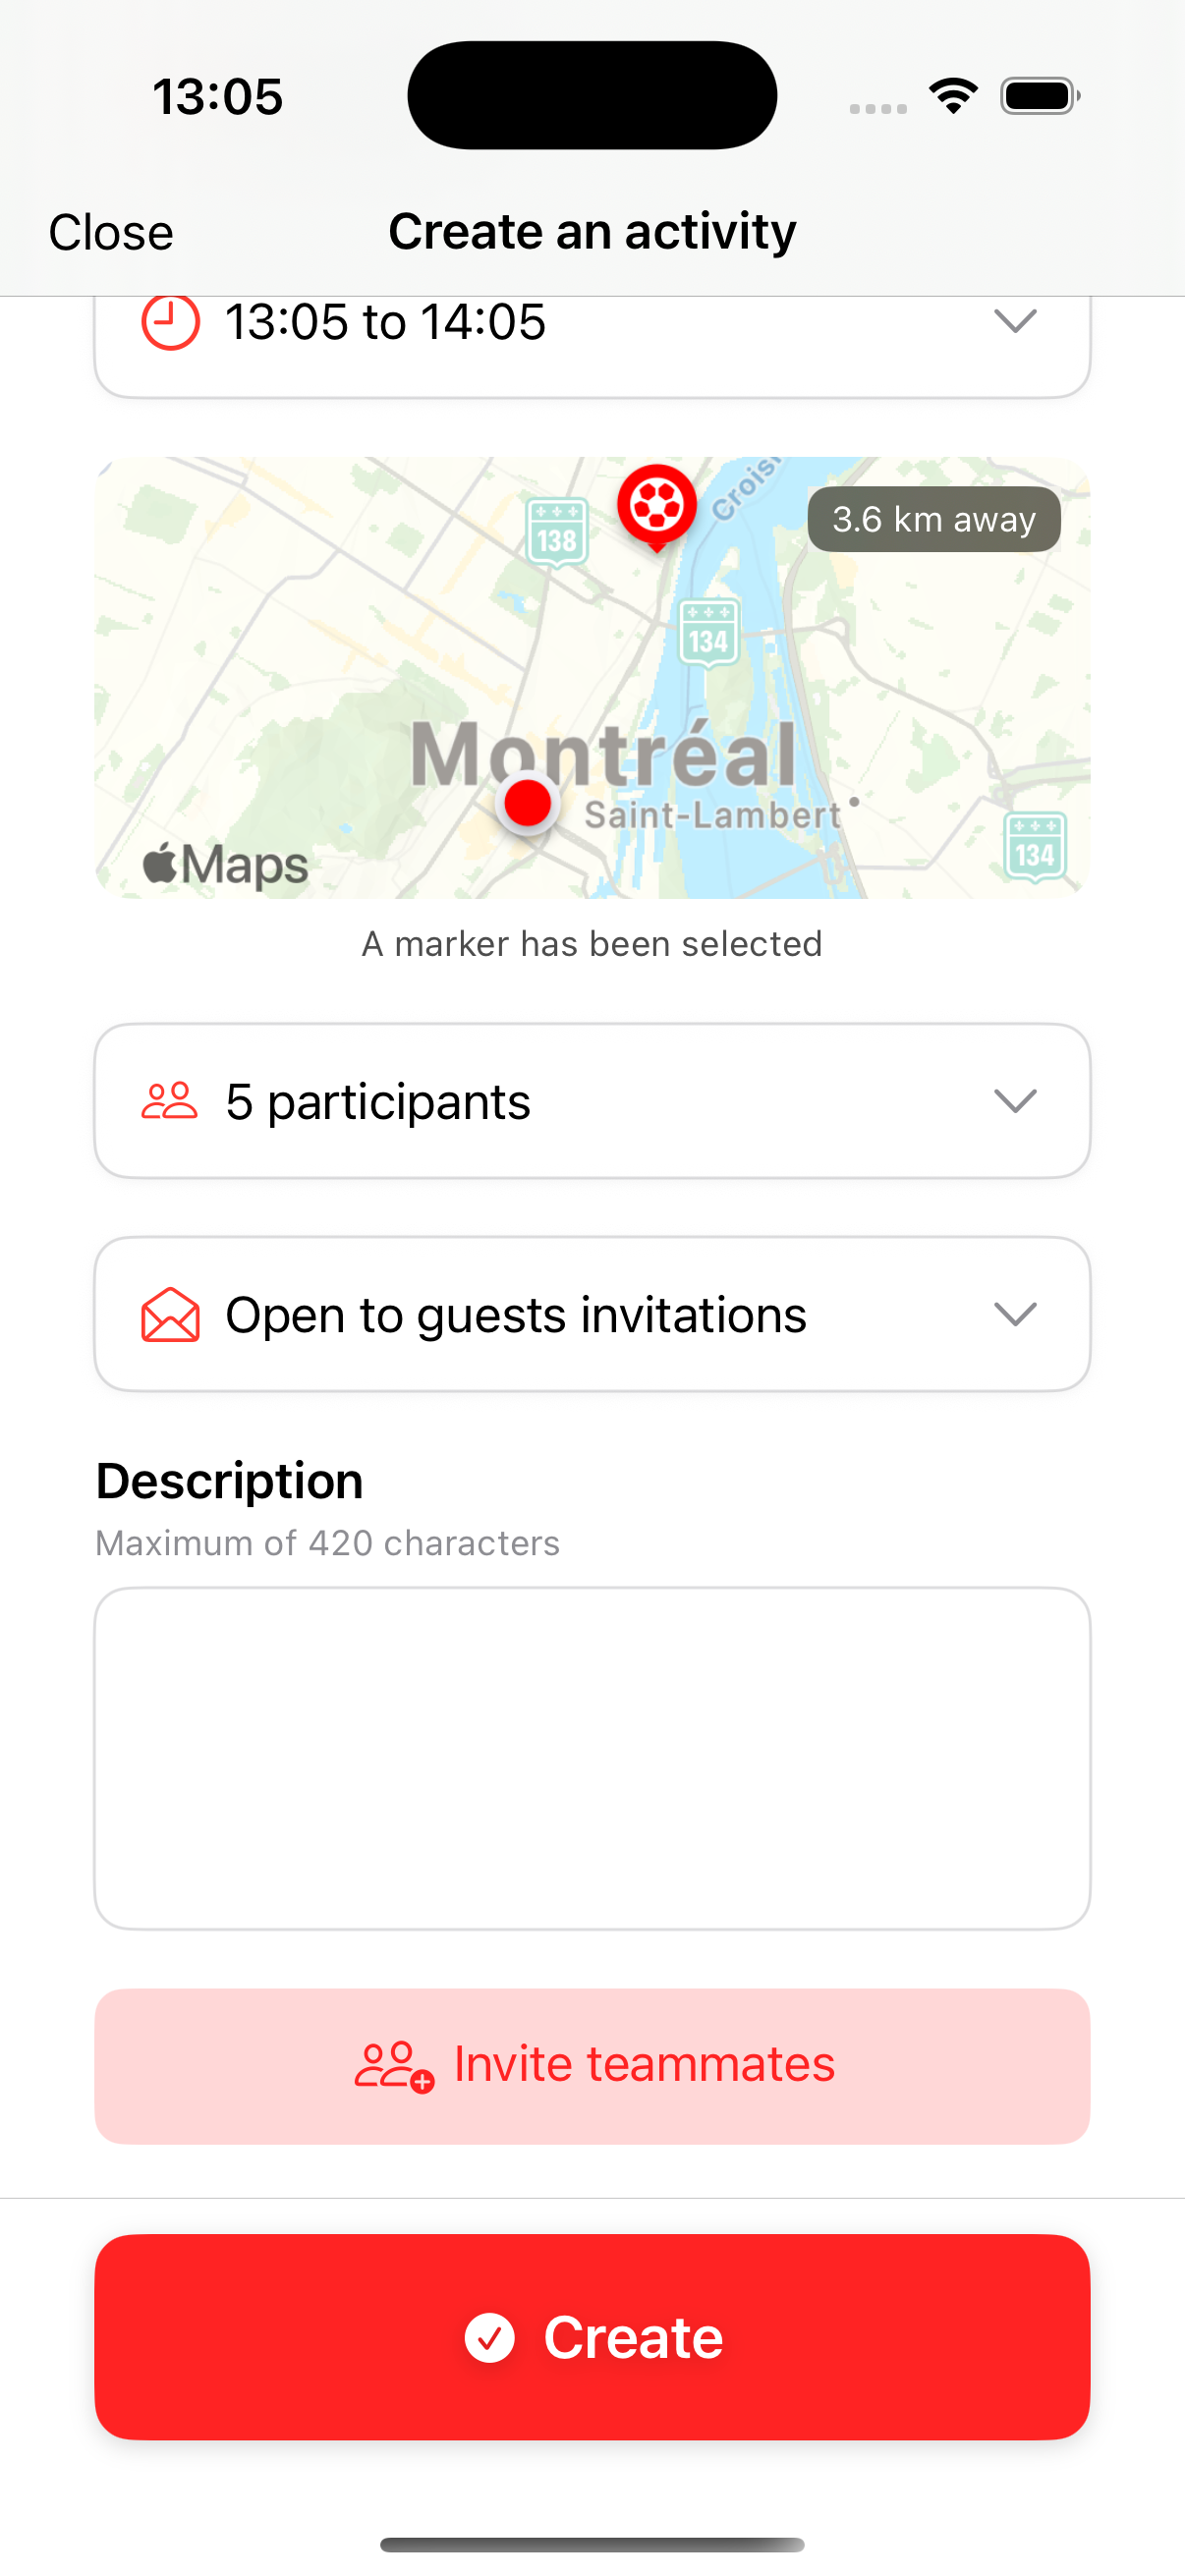 13:05
Close
Create an activity
13:05 to 14:05
138
3.6 km away
134
Montréal
Saint-Lambert
134
Maps
A marker has been selected
5 participants
Open to guests invitations
Description
Maximum of 420 characters
Invite teammates
Create